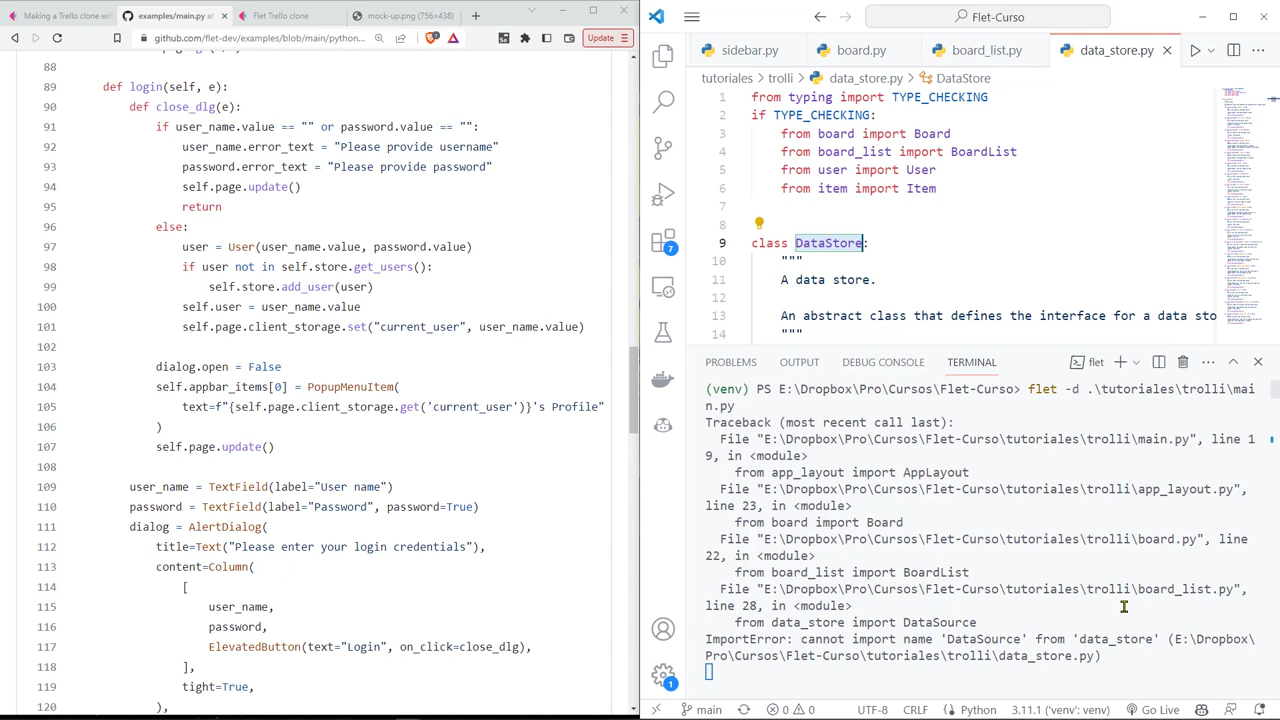 Making a Trello clone with
examples/main.py at
Flet Trello clone
mock-up.png (756×438)
github.com/flet-dev/examples/blob/main/python...
Update
88
89 def login(self, e):
90 def close_dlg(e):
91 if user_name.value == "" or password.value == "":
92 user_name.error_text = "Please provide username"
93 password.error_text = "Please provide password"
94 self.page.update()
95 return
96 else:
97 user = User(user_name.value, password.value)
98 if user not in self.store.get_users():
99 self.store.add_user(user)
100 self.user = user_name.value
101 self.page.client_storage.set("current_user", user_name.value)
102
103 dialog.open = False
104 self.appbar_items[0] = PopupMenuItem(
105 text=f"{self.page.client_storage.get('current_user')}'s Profile"
106 )
107 self.page.update()
108
109 user_name = TextField(label="User name")
110 password = TextField(label="Password", password=True)
111 dialog = AlertDialog(
112 title=Text("Please enter your login credentials"),
113 content=Column(
114 [
115 user_name,
116 password,
117 ElevatedButton(text="Login", on_click=close_dlg),
118 ],
119 tight=True,
120 ),
Flet-Curso
sidebar.py
board.py
board_list.py
data_store.py
tutoriales > trolli > data_store.py > DataStore
1 from typing import TYPE_CHECKING
2 if TYPE_CHECKING:
3 from board import Board
4 from board_list import BoardList
5 from user import User
6 from item import Item
7
8
9 class DataStore:
10
11
12
13
14
PROBLEMS
OUTPUT
DEBUG CONSOLE
TERMINAL
flet
(venv) PS E:\Dropbox\Pro\Cursos\Flet-Curso> flet -d .\tutoriales\trolli\mai
n.py
Traceback (most recent call last):
File "E:\Dropbox\Pro\Cursos\Flet-Curso\tutoriales\trolli\main.py", line 1
9, in <module>
from app_layout import AppLayout
File "E:\Dropbox\Pro\Cursos\Flet-Curso\tutoriales\trolli\app_layout.py",
line 23, in <module>
from board import Board
File "E:\Dropbox\Pro\Cursos\Flet-Curso\tutoriales\trolli\board.py", line
22, in <module>
from board_list import BoardList
File "E:\Dropbox\Pro\Cursos\Flet-Curso\tutoriales\trolli\board_list.py",
line 28, in <module>
from data_store import DataSource
ImportError: cannot import name 'DataSource' from 'data_store' (E:\Dropbox\
Pro\Cursos\Flet-Curso\tutoriales\trolli\data_store.py)
7
1
main
0
0
UTF-8
CRLF
Python
3.11.1 ('venv': venv)
Go Live